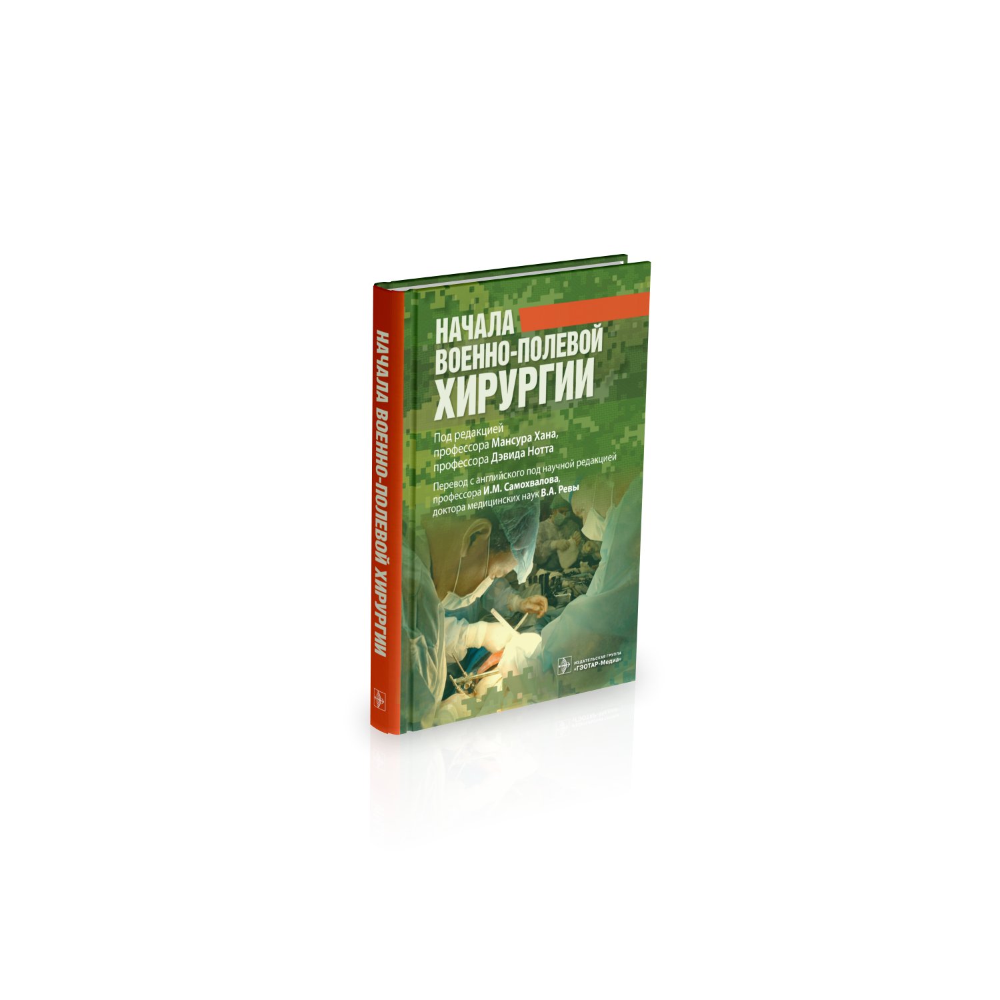 НАЧАЛА ВОЕННО-ПОЛЕВОЙ ХИРУРГИИ
НАЧАЛА
ВОЕННО-ПОЛЕВОЙ
ХИРУРГИИ
Под редакцией
профессора Мансура Хана,
профессора Дэвида Нотта
Перевод с английского под научной редакцией
профессора И.М. Самохвалова,
доктора медицинских наук В.А. Ревы
ИЗДАТЕЛЬСКАЯ ГРУППА
«ГЭОТАР-Медиа»